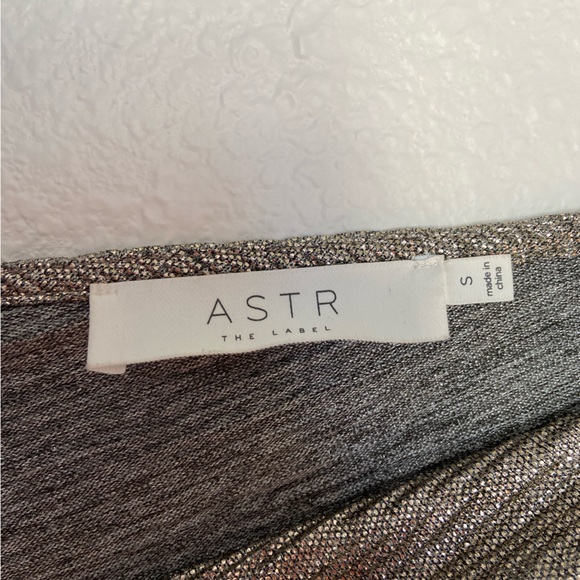 ASTR
THE LABEL
S
made in
china